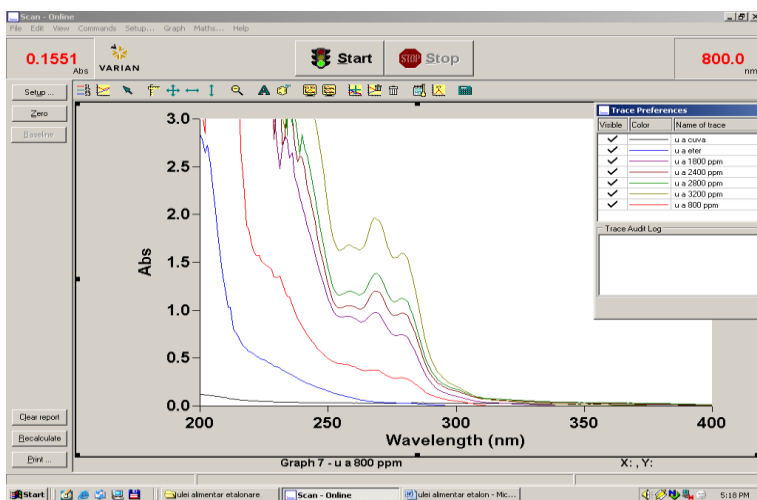 Scan - Online
File Edit View Commands Setup... Graph Maths... Help
0.1551
Abs
VARIAN
Start
STOP Stop
800.0
nm
Setup ...
Zero
Baseline
Clear report
Recalculate
Print ...
Trace Preferences
Visible Color Name of trace
u a cuva
u a eter
u a 1800 ppm
u a 2400 ppm
u a 2800 ppm
u a 3200 ppm
u a 800 ppm
Trace Audit Log
3.0
2.5
2.0
1.5
1.0
0.5
0.0
Abs
200 250 300 350 400
Wavelength (nm)
Graph 7 - u a 800 ppm
X: , Y:
Start
ulei alimentar etalonare
Scan - Online
ulei alimentar etalon - Mic...
5:18 PM